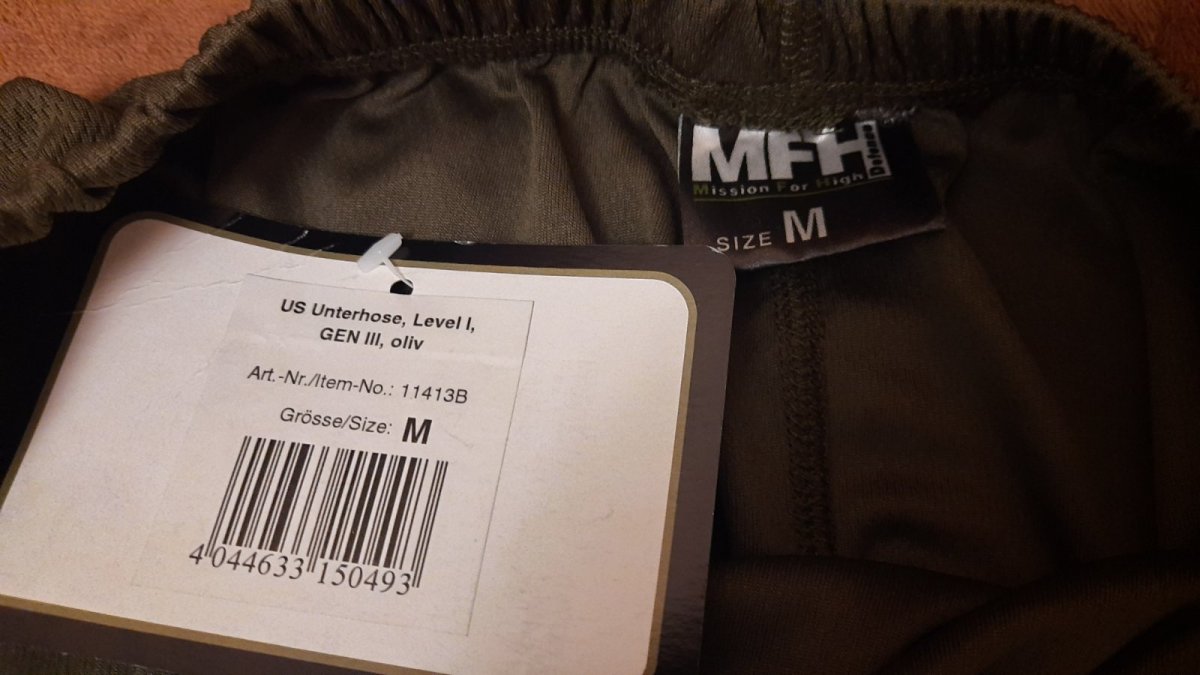 MFH
Defence
Mission For High
SIZE M
US Unterhose, Level I,
GEN III, oliv
Art.-Nr./Item-No.: 11413B
Grösse/Size: M
4 044633 150493